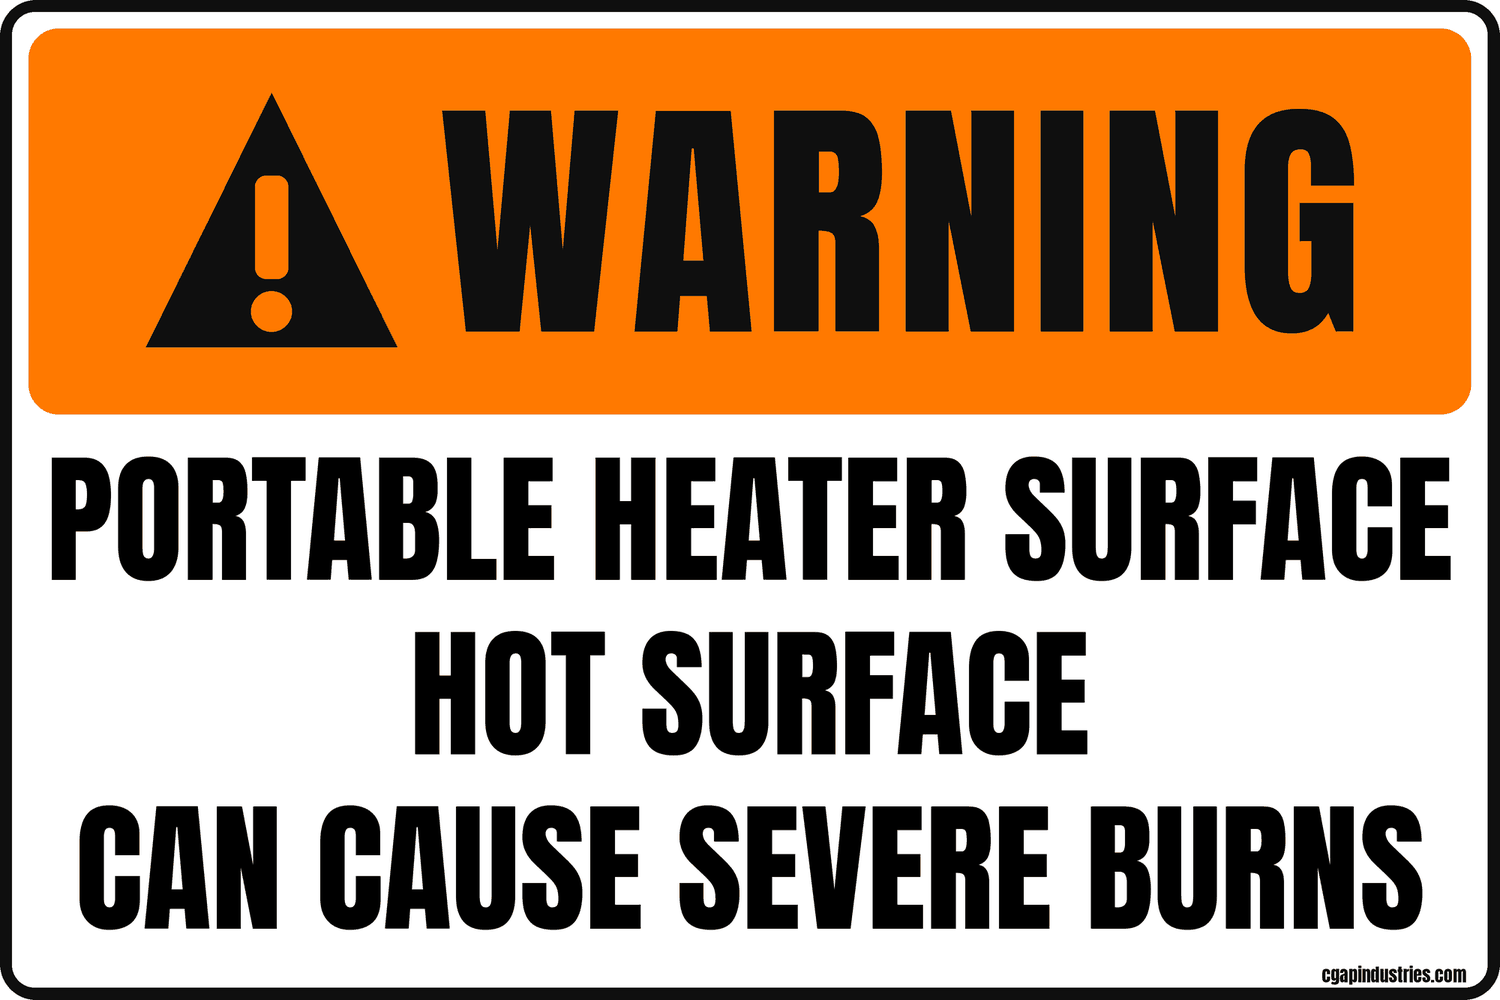 WARNING
PORTABLE HEATER SURFACE
HOT SURFACE
CAN CAUSE SEVERE BURNS
cgapindustries.com